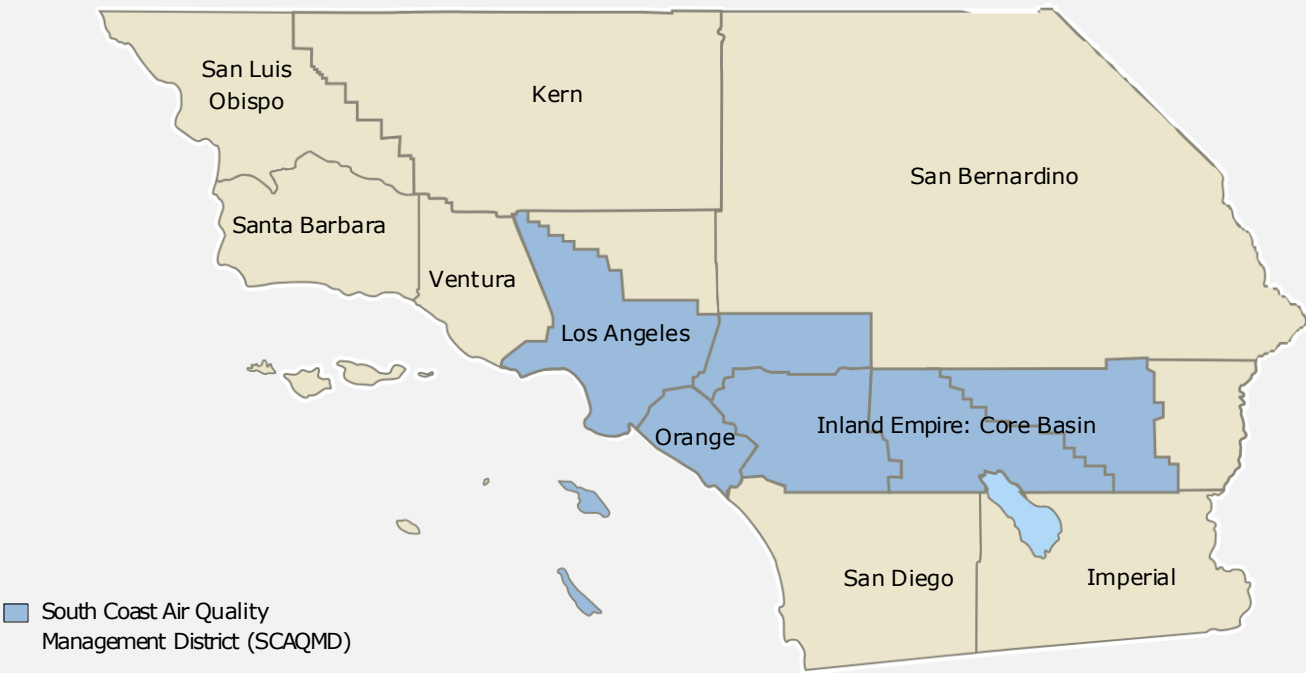 San Luis
Obispo
Kern
San Bernardino
Santa Barbara
Ventura
Los Angeles
Orange
Inland Empire: Core Basin
San Diego
Imperial
South Coast Air Quality
Management District (SCAQMD)